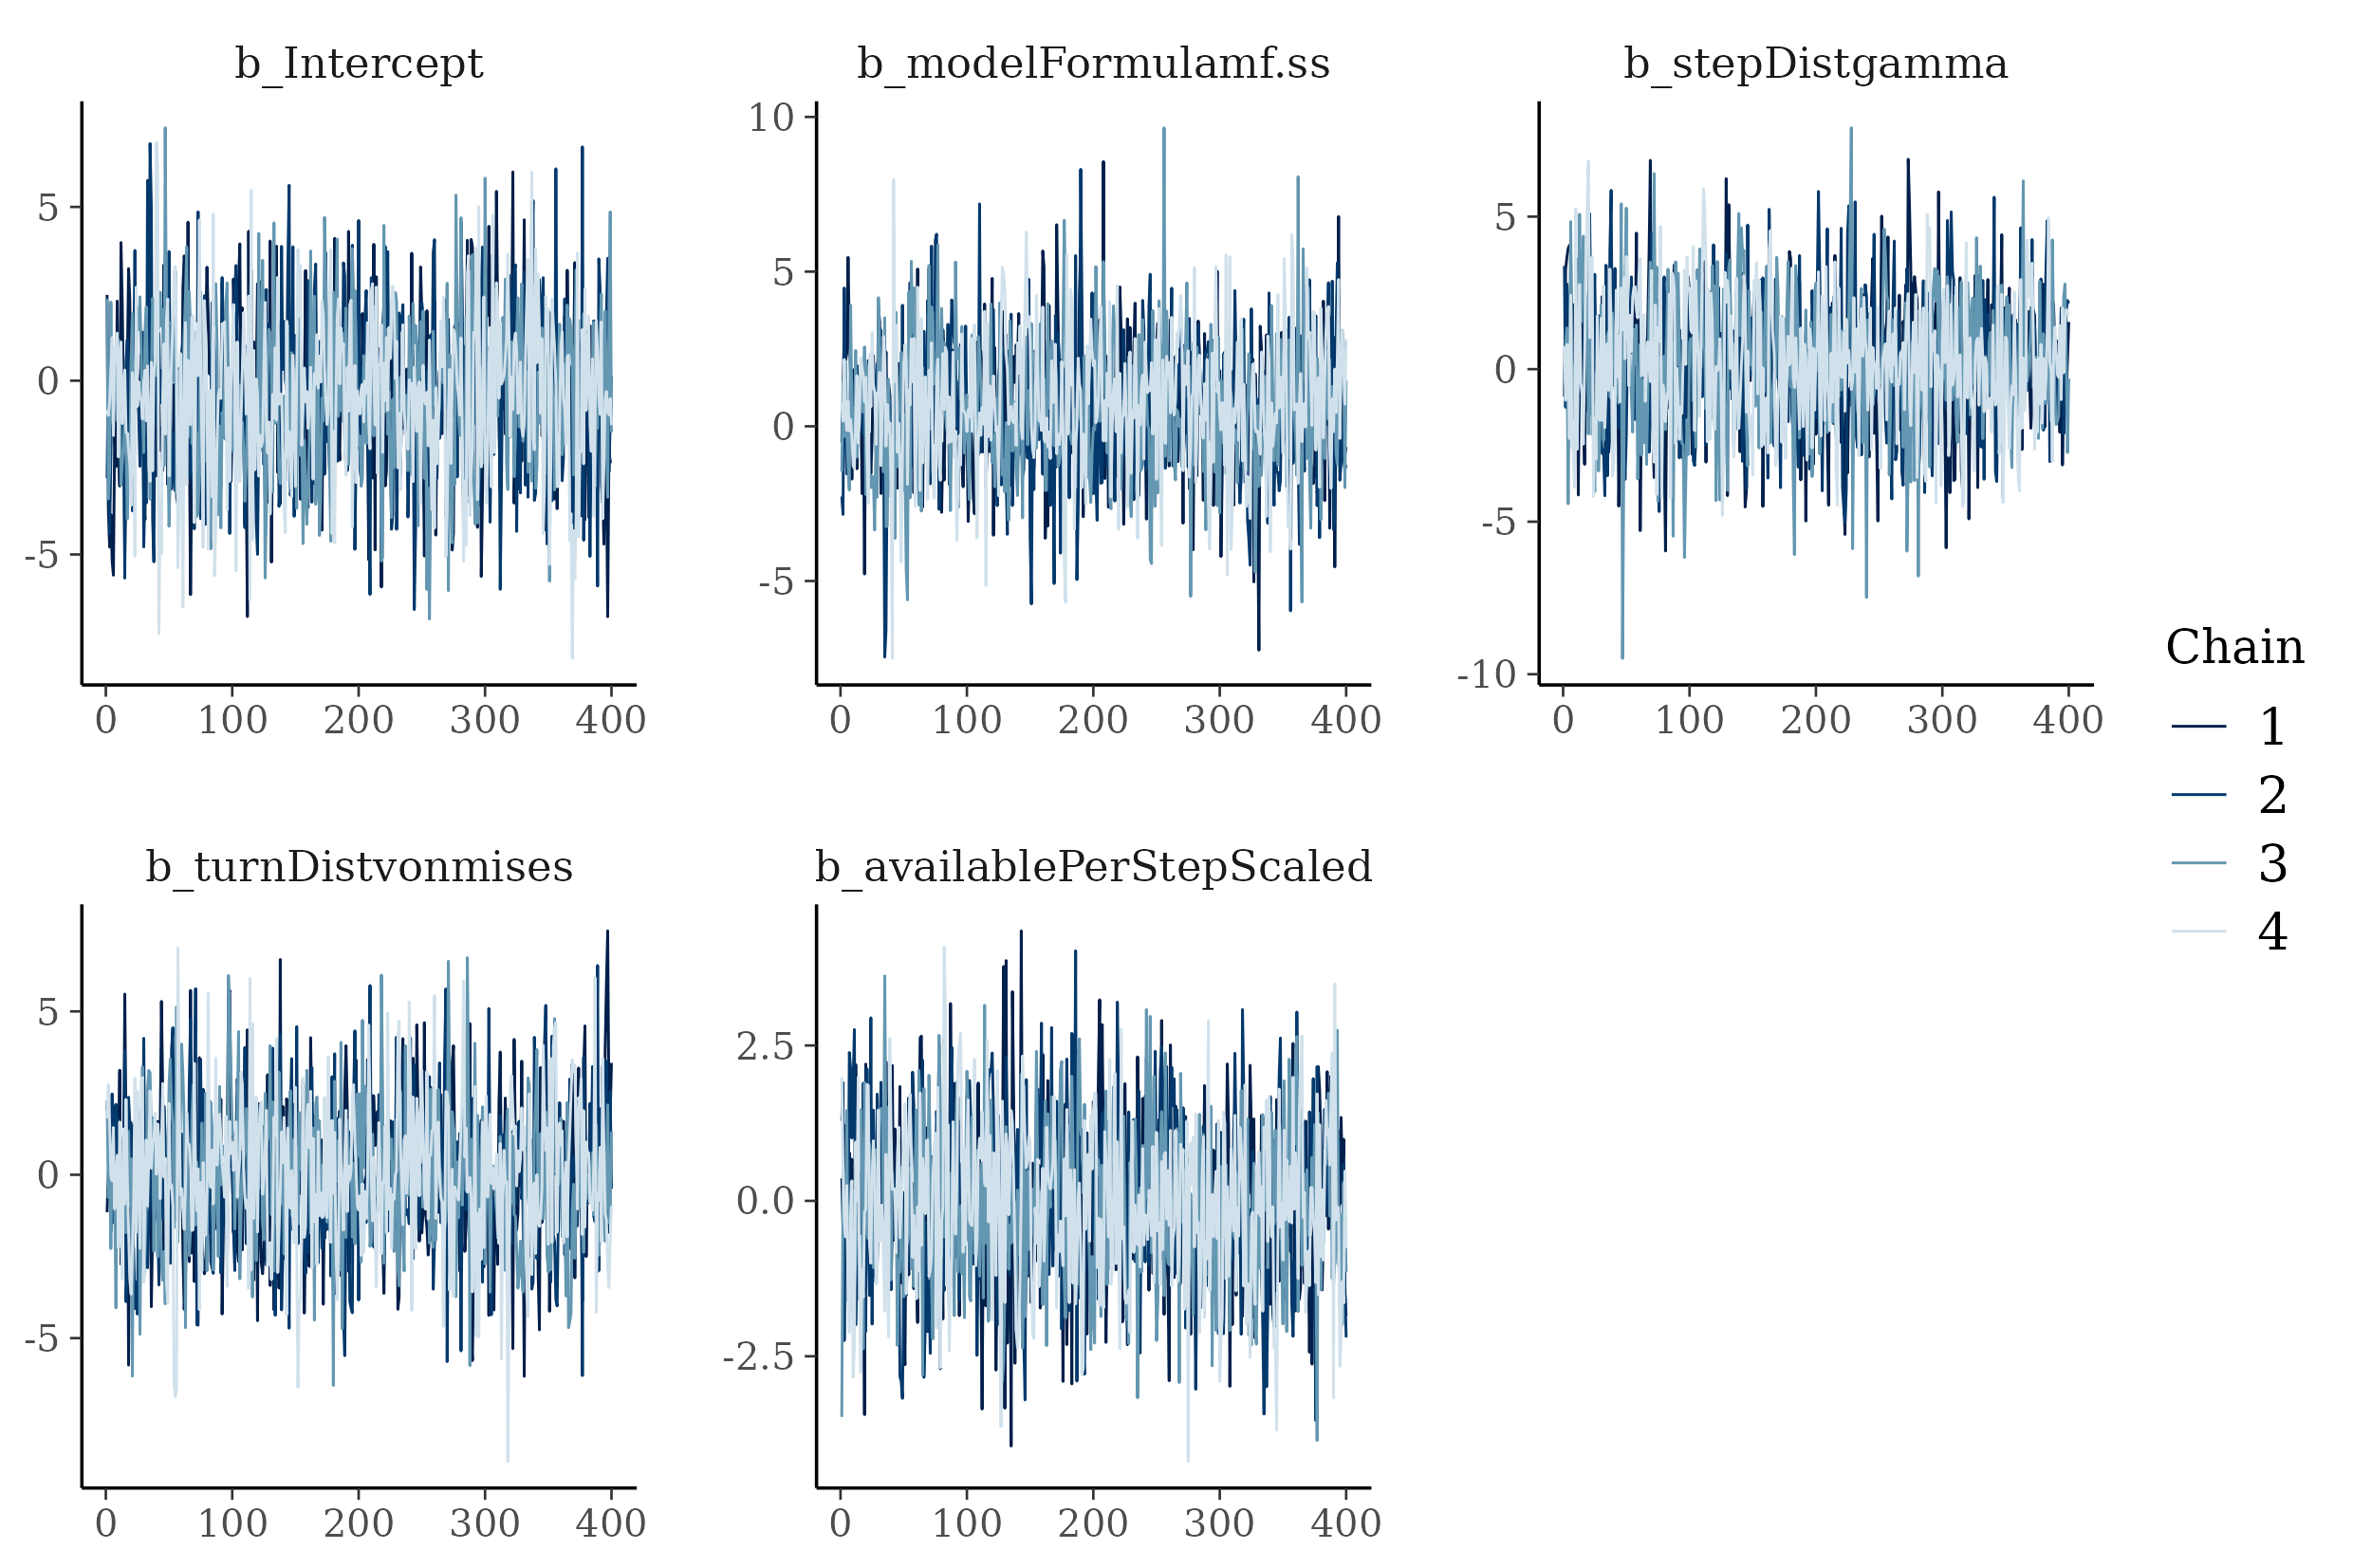 b_Intercept
b_modelFormulamf.ss
b_stepDistgamma
5
0
-5
0 100 200 300 400
10
5
0
-5
0 100 200 300 400
5
0
-5
-10
0 100 200 300 400
b_turnDistvonmises
b_availablePerStepScaled
5
0
-5
0 100 200 300 400
2.5
0.0
-2.5
0 100 200 300 400
Chain
1
2
3
4